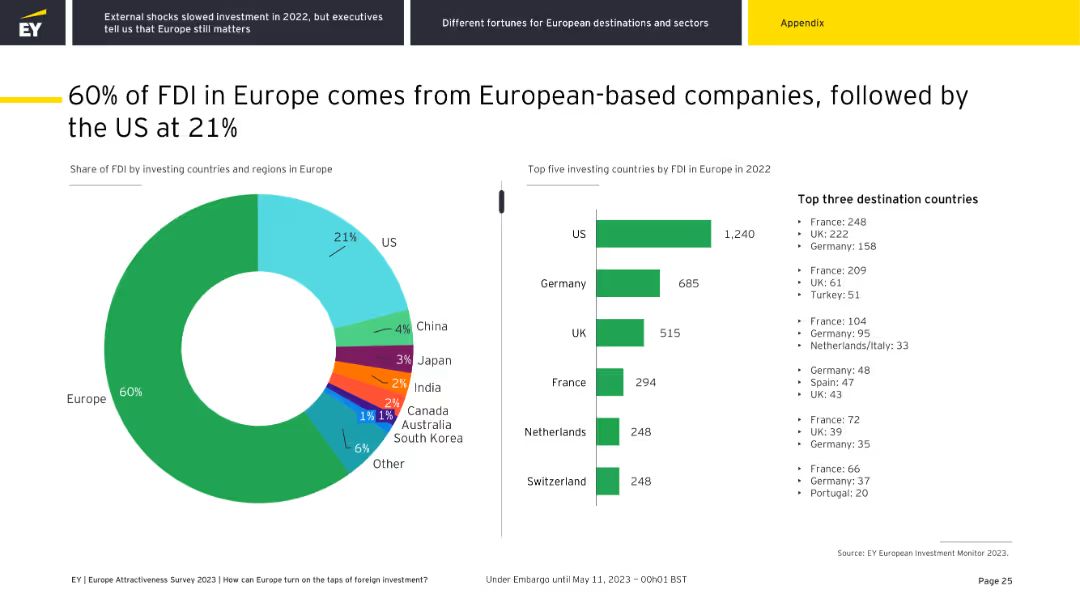 EY
External shocks slowed investment in 2022, but executives
tell us that Europe still matters
Different fortunes for European destinations and sectors
Appendix
60% of FDI in Europe comes from European-based companies, followed by
the US at 21%
Share of FDI by investing countries and regions in Europe
21%
US
4%
China
3%
Japan
2%
India
2%
Canada
1%
1%
Australia
South Korea
6%
Other
Europe
60%
Top five investing countries by FDI in Europe in 2022
US
1,240
Germany
685
UK
515
France
294
Netherlands
248
Switzerland
248
Top three destination countries
‣ France: 248
‣ UK: 222
‣ Germany: 158
‣ France: 209
‣ UK: 61
‣ Turkey: 51
‣ France: 104
‣ Germany: 95
‣ Netherlands/Italy: 33
‣ Germany: 48
‣ Spain: 47
‣ UK: 43
‣ France: 72
‣ UK: 39
‣ Germany: 35
‣ France: 66
‣ Germany: 37
‣ Portugal: 20
Source: EY European Investment Monitor 2023.
EY | Europe Attractiveness Survey 2023 | How can Europe turn on the taps of foreign investment?
Under Embargo until May 11, 2023 – 00h01 BST
Page 25